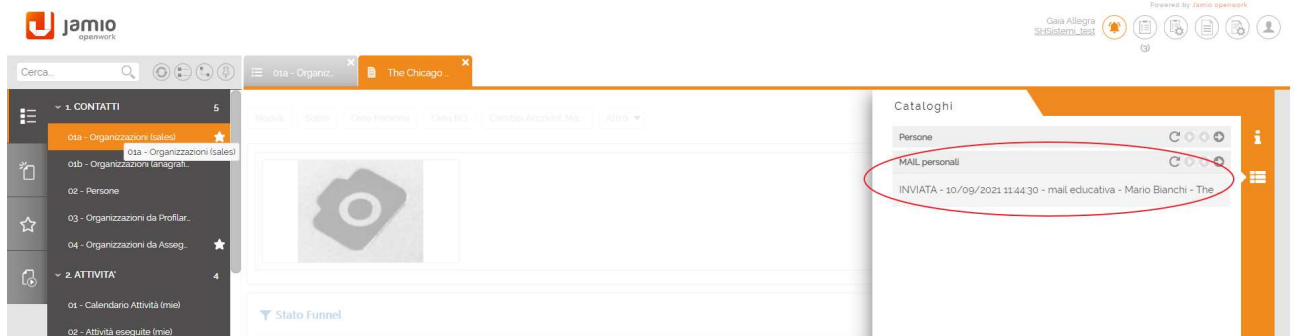 Powered by Jamio openwork
Jamio
openwork
Gaia Allegra
SHSistemi_test
(3)
Cerca...
01a - Organiz...
The Chicago ...
1. CONTATTI 5
01a - Organizzazioni (sales)
01a - Organizzazioni (sales)
01b - Organizzazioni (anagrafi...
02 - Persone
03 - Organizzazioni da Profilar...
04 - Organizzazioni da Asseg...
2. ATTIVITA' 4
01 - Calendario Attività (mie)
02 - Attività eseguite (mie)
Nuova Salva Crea Persona Crea BO Cambia Account Ma... Altro
Stato Funnel
Cataloghi
Persone
MAIL personali
INVIATA - 10/09/2021 11:44:30 - mail educativa - Mario Bianchi - The